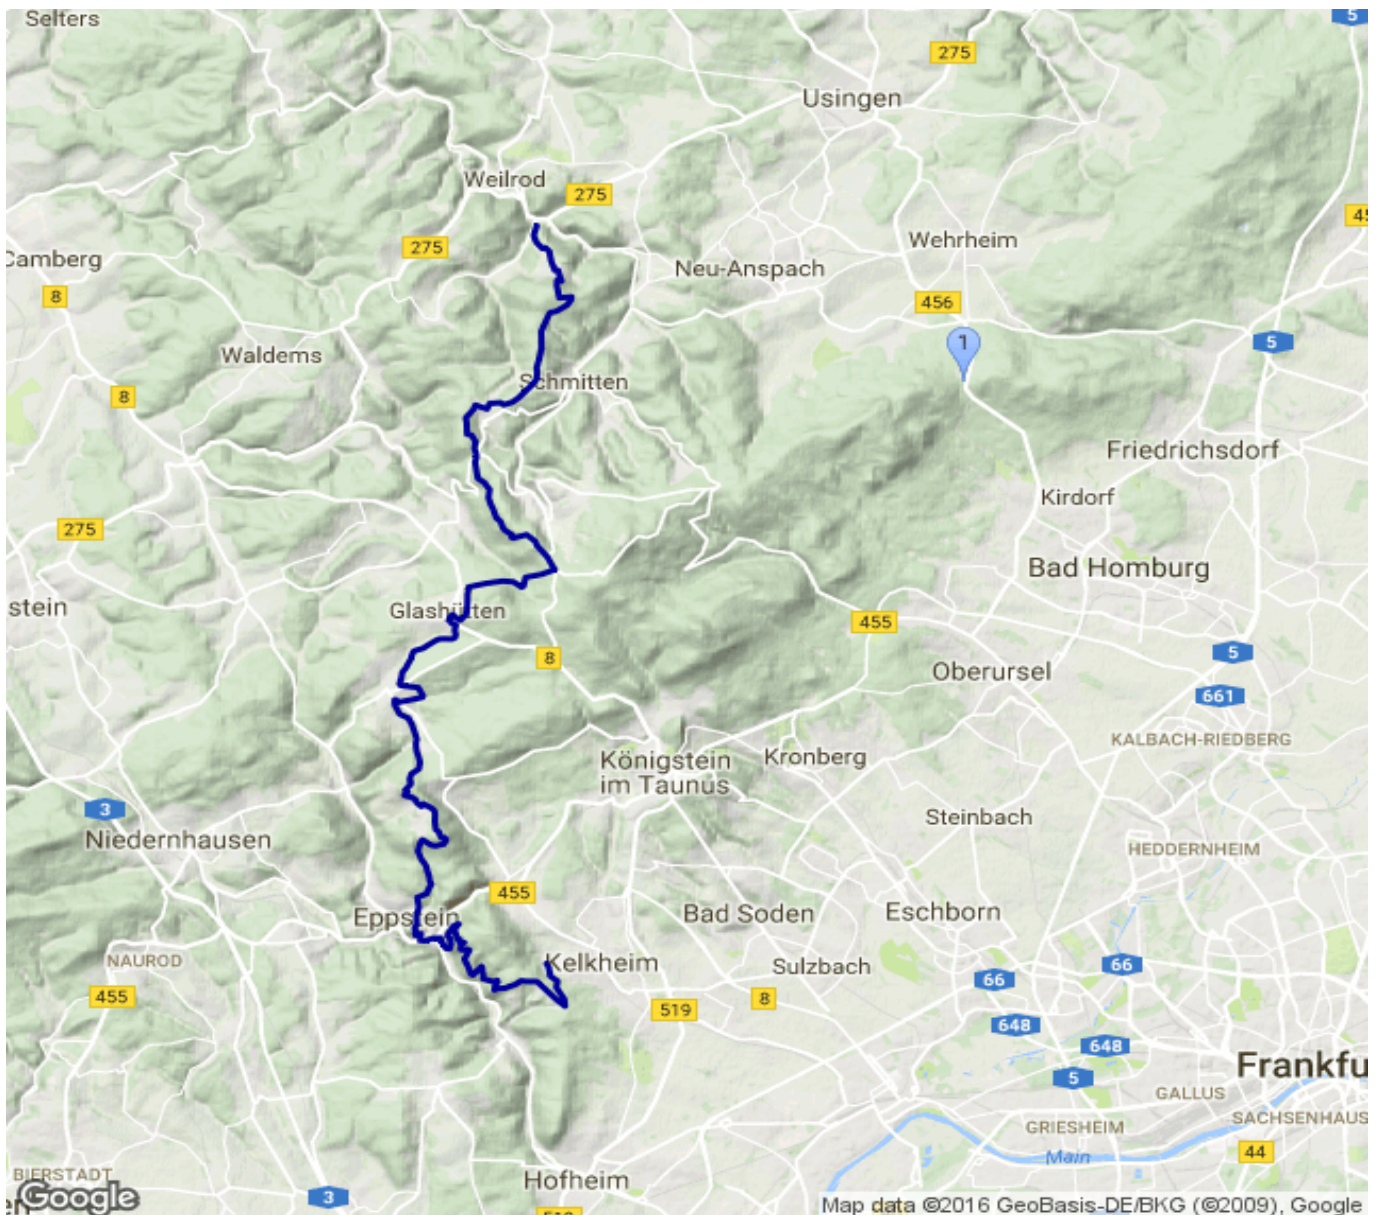 Selters
5
275
Usingen
Weilrod
275
45
275
Wehrheim
Camberg
Neu-Anspach
8
456
5
1
Waldems
Schmitten
8
Friedrichsdorf
Kirdorf
275
Bad Homburg
stein
Glashütten
455
8
5
Oberursel
661
KALBACH-RIEDBERG
Königstein
im Taunus
Kronberg
3
Steinbach
Niedernhausen
HEDDERNHEIM
455
Eppstein
Bad Soden
Eschborn
NAUROD
Kelkheim
Sulzbach
66
66
455
8
519
648
648
Frankfu
5
GALLUS
SACHSENHAUS
GRIESHEIM
Main
44
BIERSTADT
Hofheim
en
Google
3
519
Map data ©2016 GeoBasis-DE/BKG (©2009), Google